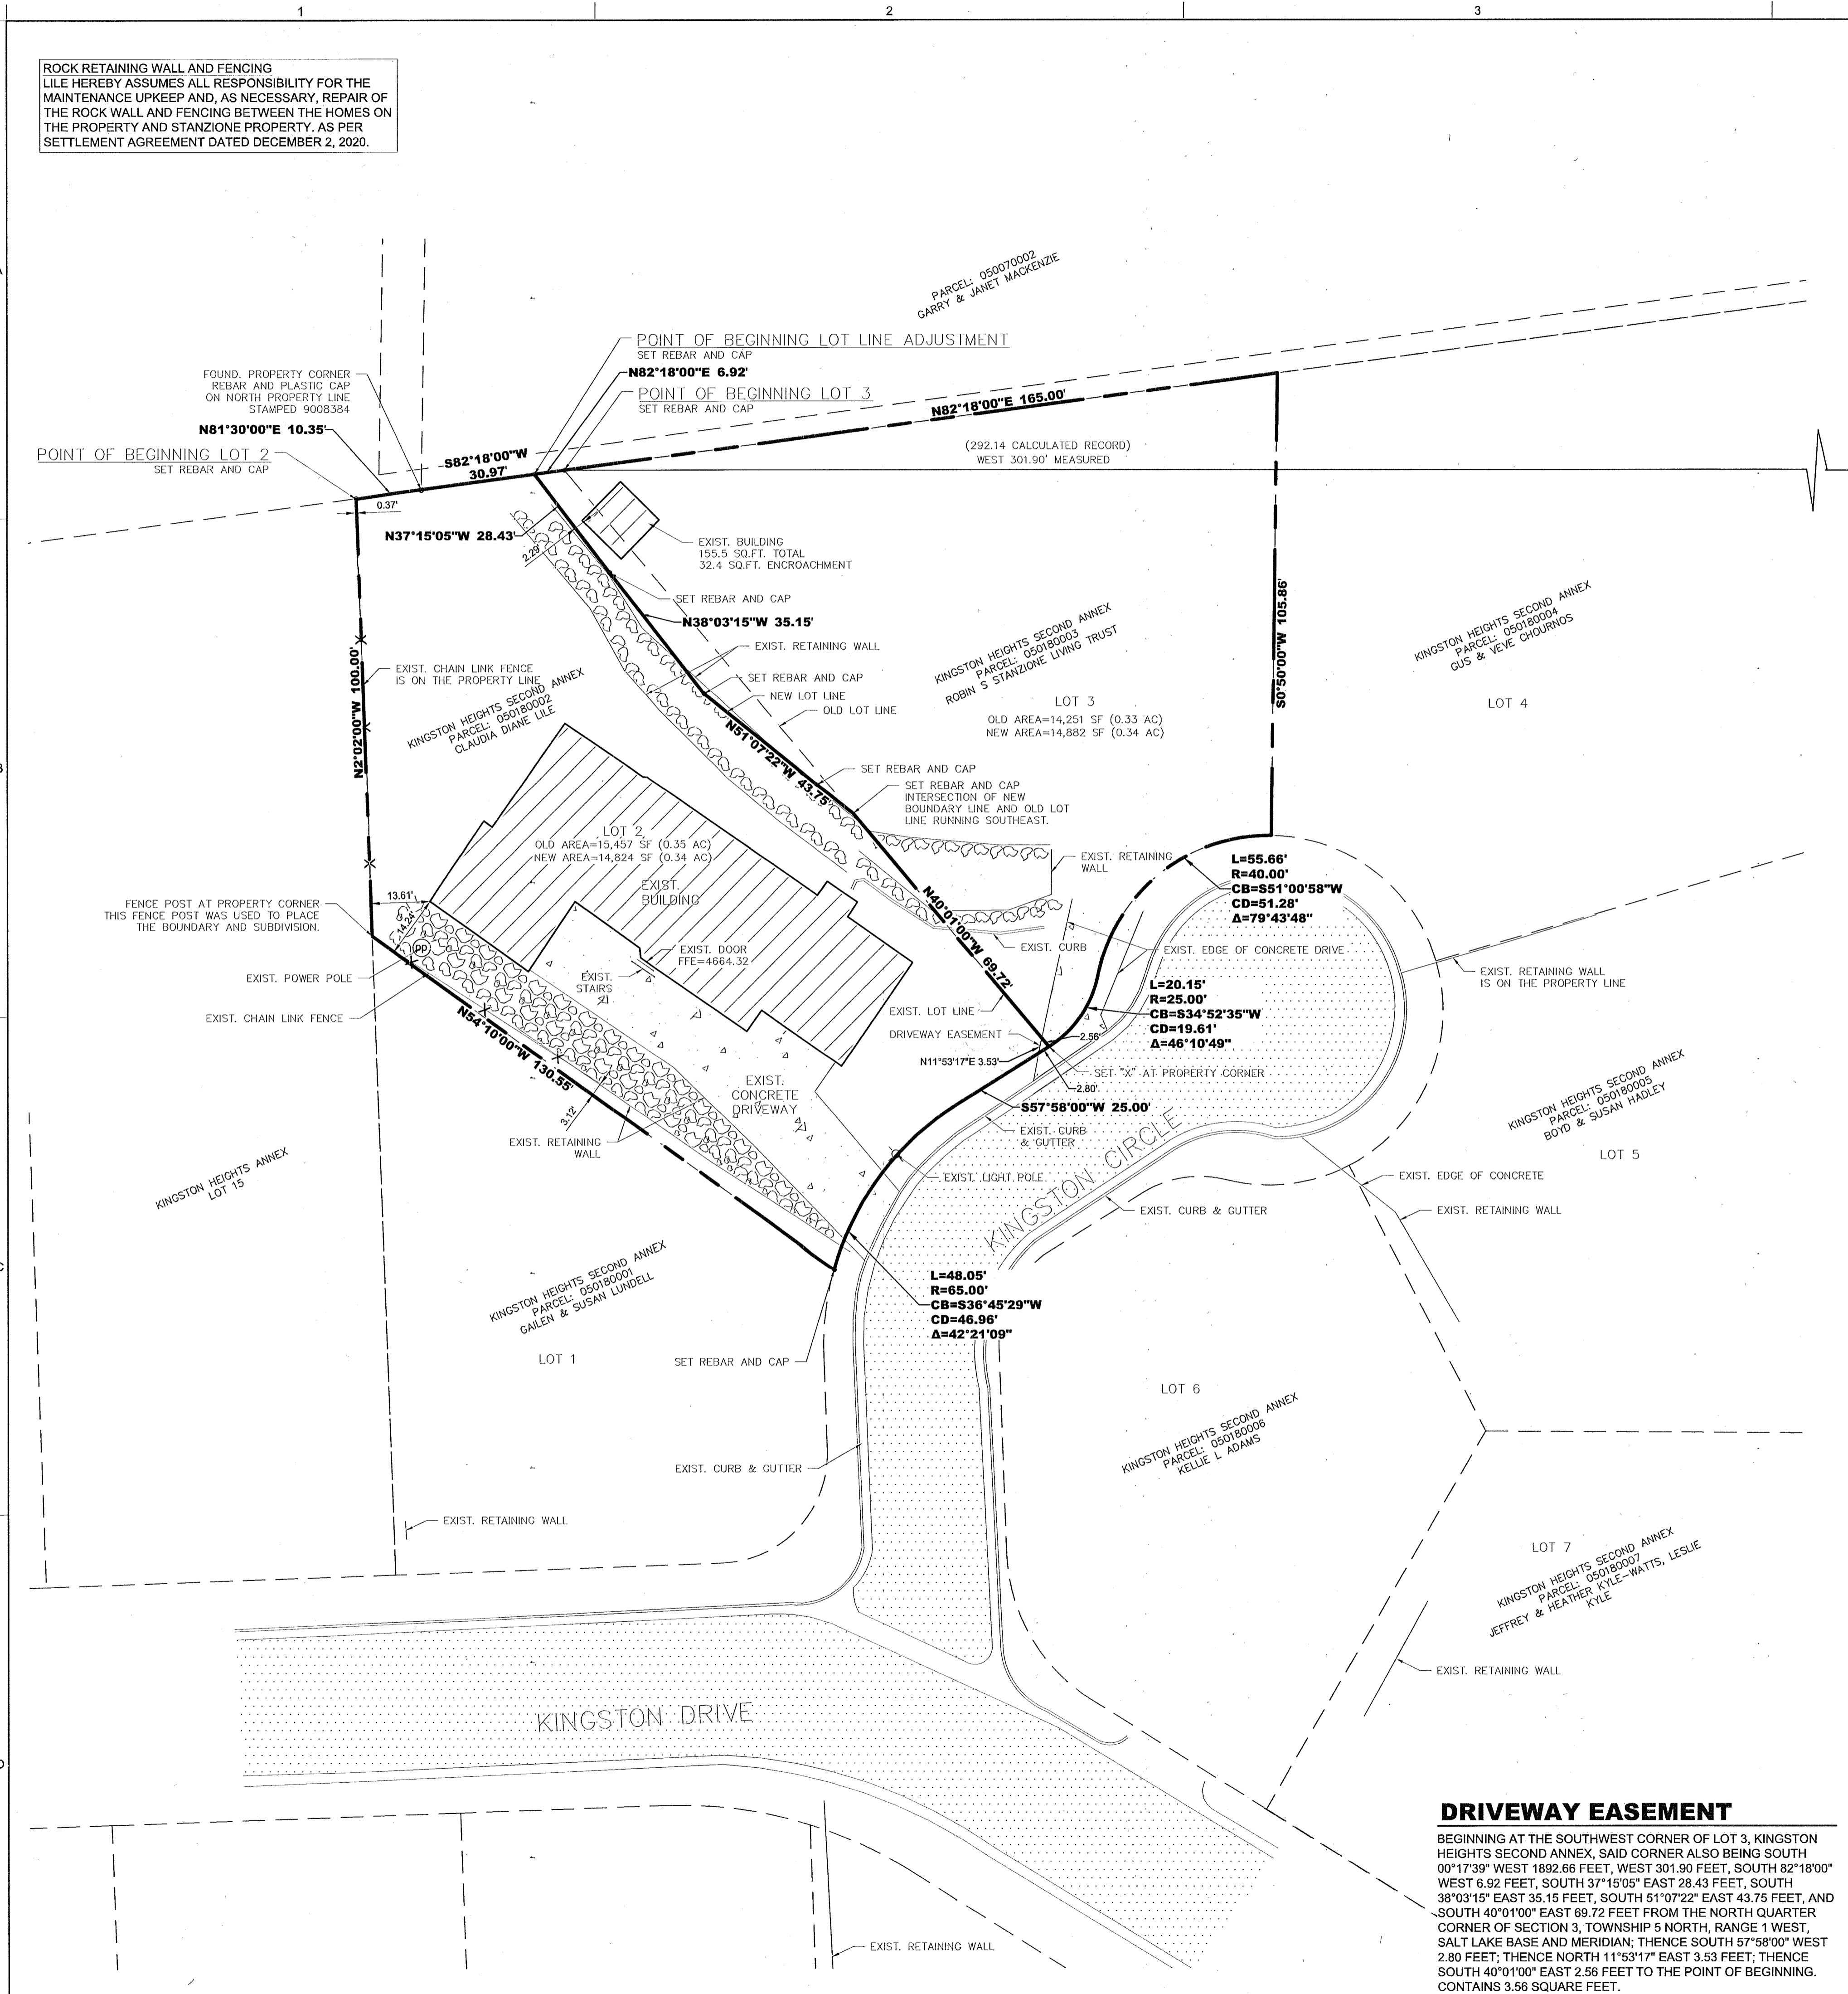 1
2
3
ROCK RETAINING WALL AND FENCING
LILE HEREBY ASSUMES ALL RESPONSIBILITY FOR THE
MAINTENANCE UPKEEP AND, AS NECESSARY, REPAIR OF
THE ROCK WALL AND FENCING BETWEEN THE HOMES ON
THE PROPERTY AND STANZIONE PROPERTY. AS PER
SETTLEMENT AGREEMENT DATED DECEMBER 2, 2020.
PARCEL: 050070002
GARRY & JANET MACKENZIE
POINT OF BEGINNING LOT LINE ADJUSTMENT
SET REBAR AND CAP
N82°18'00"E 6.92'
POINT OF BEGINNING LOT 3
SET REBAR AND CAP
FOUND. PROPERTY CORNER
REBAR AND PLASTIC CAP
ON NORTH PROPERTY LINE
STAMPED 9008384
N81°30'00"E 10.35'
POINT OF BEGINNING LOT 2
SET REBAR AND CAP
S82°18'00"W
30.97'
N82°18'00"E 165.00'
(292.14 CALCULATED RECORD)
WEST 301.90' MEASURED
0.37'
N37°15'05"W 28.43'
2.29'
EXIST. BUILDING
155.5 SQ.FT. TOTAL
32.4 SQ.FT. ENCROACHMENT
SET REBAR AND CAP
N38°03'15"W 35.15'
EXIST. RETAINING WALL
SET REBAR AND CAP
NEW LOT LINE
OLD LOT LINE
KINGSTON HEIGHTS SECOND ANNEX
PARCEL: 050180003
ROBIN S STANZIONE LIVING TRUST
LOT 3
OLD AREA=14,251 SF (0.33 AC)
NEW AREA=14,882 SF (0.34 AC)
S0°50'00"W 105.86'
KINGSTON HEIGHTS SECOND ANNEX
PARCEL: 050180004
GUS & VEVE CHOURNOS
LOT 4
N2°02'00"W 100.00'
EXIST. CHAIN LINK FENCE
IS ON THE PROPERTY LINE
KINGSTON HEIGHTS SECOND ANNEX
PARCEL: 050180002
CLAUDIA DIANE LILE
N51°07'22"W 43.75'
SET REBAR AND CAP
SET REBAR AND CAP
INTERSECTION OF NEW
BOUNDARY LINE AND OLD LOT
LINE RUNNING SOUTHEAST.
LOT 2
OLD AREA=15,457 SF (0.35 AC)
NEW AREA=14,824 SF (0.34 AC)
EXIST.
BUILDING
EXIST. RETAINING
WALL
L=55.66'
R=40.00'
CB=S51°00'58"W
CD=51.28'
Δ=79°43'48"
FENCE POST AT PROPERTY CORNER
THIS FENCE POST WAS USED TO PLACE
THE BOUNDARY AND SUBDIVISION.
13.61'
14.24'
PP
EXIST. POWER POLE
EXIST. CHAIN LINK FENCE
N54°10'00"W 130.55'
EXIST. DOOR
FFE=4664.32
EXIST.
STAIRS
N40°01'00"W 69.72'
EXIST. CURB
EXIST. EDGE OF CONCRETE DRIVE
L=20.15'
R=25.00'
CB=S34°52'35"W
CD=19.61'
Δ=46°10'49"
EXIST. LOT LINE
DRIVEWAY EASEMENT
2.56'
N11°53'17"E 3.53'
SET "X" AT PROPERTY CORNER
2.80'
S57°58'00"W 25.00'
EXIST. CURB
& GUTTER
EXIST. RETAINING WALL
IS ON THE PROPERTY LINE
EXIST.
CONCRETE
DRIVEWAY
3.12'
EXIST. RETAINING
WALL
KINGSTON CIRCLE
EXIST. LIGHT POLE
KINGSTON HEIGHTS SECOND ANNEX
PARCEL: 050180005
BOYD & SUSAN HADLEY
LOT 5
EXIST. EDGE OF CONCRETE
EXIST. RETAINING WALL
EXIST. CURB & GUTTER
KINGSTON HEIGHTS ANNEX
LOT 15
KINGSTON HEIGHTS SECOND ANNEX
PARCEL: 050180001
GAILEN & SUSAN LUNDELL
LOT 1
L=48.05'
R=65.00'
CB=S36°45'29"W
CD=46.96'
Δ=42°21'09"
SET REBAR AND CAP
LOT 6
KINGSTON HEIGHTS SECOND ANNEX
PARCEL: 050180006
KELLIE L ADAMS
EXIST. CURB & GUTTER
EXIST. RETAINING WALL
LOT 7
KINGSTON HEIGHTS SECOND ANNEX
PARCEL: 050180007
JEFFREY & HEATHER KYLE-WATTS, LESLIE
KYLE
EXIST. RETAINING WALL
KINGSTON DRIVE
EXIST. RETAINING WALL
DRIVEWAY EASEMENT
BEGINNING AT THE SOUTHWEST CORNER OF LOT 3, KINGSTON
HEIGHTS SECOND ANNEX, SAID CORNER ALSO BEING SOUTH
00°17'39" WEST 1892.66 FEET, WEST 301.90 FEET, SOUTH 82°18'00"
WEST 6.92 FEET, SOUTH 37°15'05" EAST 28.43 FEET, SOUTH
38°03'15" EAST 35.15 FEET, SOUTH 51°07'22" EAST 43.75 FEET, AND
SOUTH 40°01'00" EAST 69.72 FEET FROM THE NORTH QUARTER
CORNER OF SECTION 3, TOWNSHIP 5 NORTH, RANGE 1 WEST,
SALT LAKE BASE AND MERIDIAN; THENCE SOUTH 57°58'00" WEST
2.80 FEET; THENCE NORTH 11°53'17" EAST 3.53 FEET; THENCE
SOUTH 40°01'00" EAST 2.56 FEET TO THE POINT OF BEGINNING.
CONTAINS 3.56 SQUARE FEET.